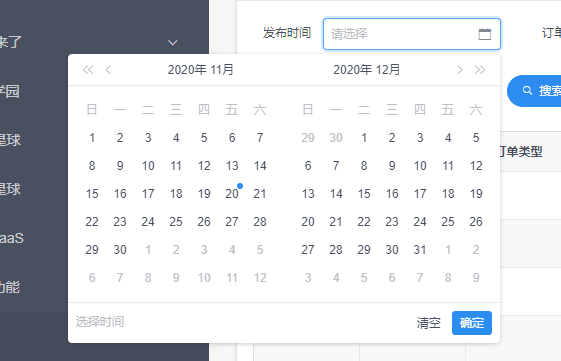 来了
学园
星球
星球
aaS
功能
发布时间 请选择 订单
搜索
订单类型
2020年 11月 2020年 12月
日 一 二 三 四 五 六 日 一 二 三 四 五 六
1 2 3 4 5 6 7 29 30 1 2 3 4 5
8 9 10 11 12 13 14 6 7 8 9 10 11 12
15 16 17 18 19 20 21 13 14 15 16 17 18 19
22 23 24 25 26 27 28 20 21 22 23 24 25 26
29 30 1 2 3 4 5 27 28 29 30 31 1 2
6 7 8 9 10 11 12 3 4 5 6 7 8 9
选择时间 清空 确定